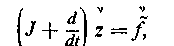 (J + d/dt) ž = f̌̃,